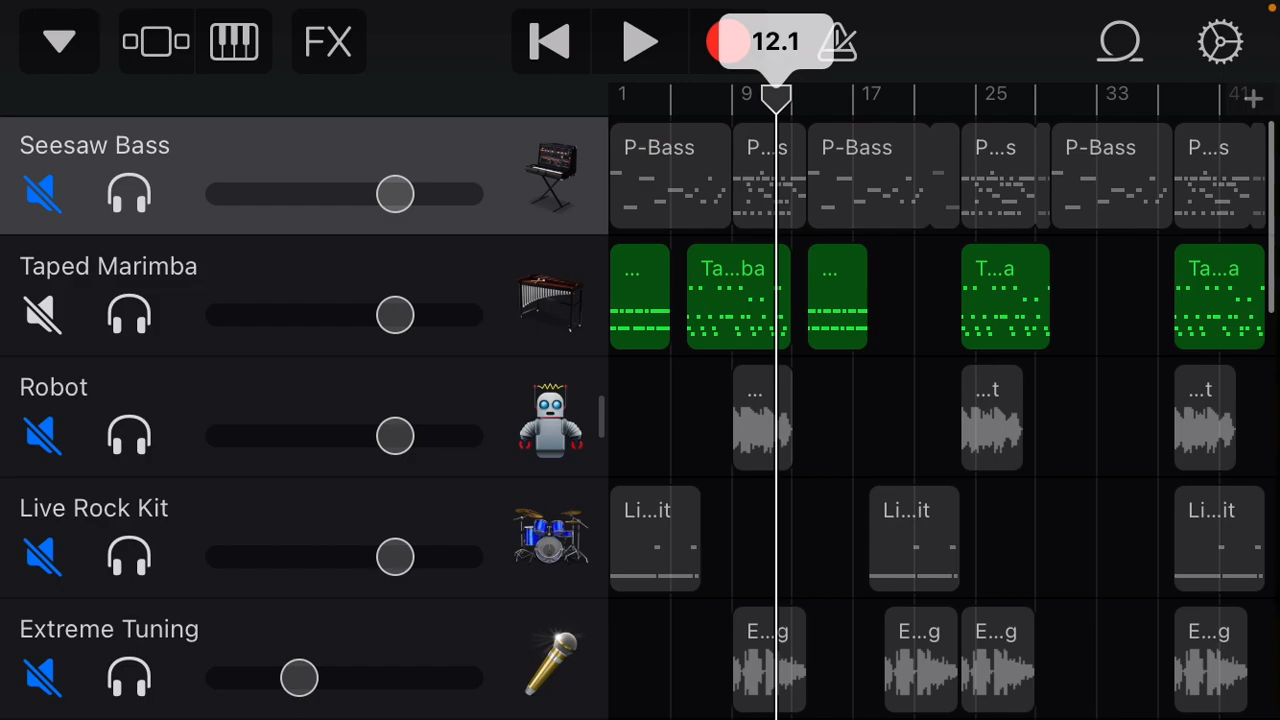 FX
12.1
1 9 17 25 33 41
Seesaw Bass
P-Bass P...s P-Bass P...s P-Bass P...s
Taped Marimba
... Ta...ba ... T...a Ta...a
Robot
... ...t ...t
Live Rock Kit
Li...it Li...it Li...it
Extreme Tuning
E...g E...g E...g E...g